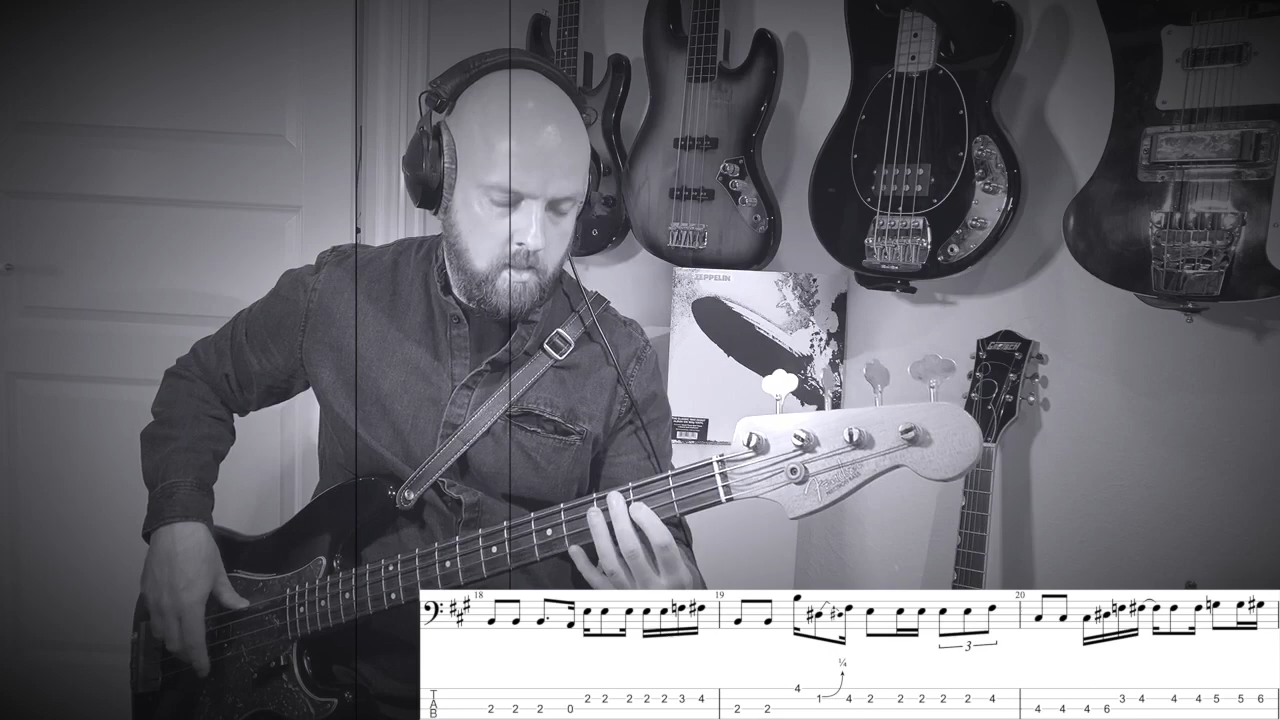 ZEPPELIN
GRETSCH
Fender
18
19
20
3
1/4
T
A
B
4
2 2 2 2 2 3 4
1 4 2 2 2 2 2 4
3 4 4 4 5 5 6
2 2 2 0
2 2
4 4 4 6